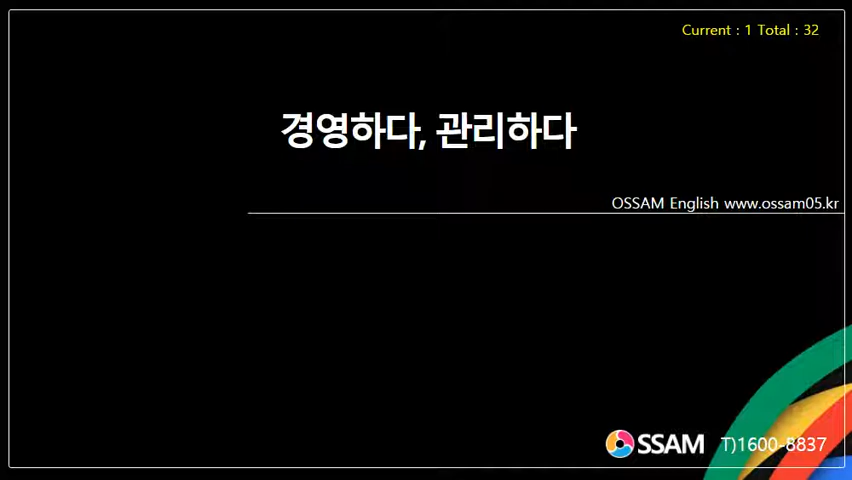 Current : 1 Total : 32
경영하다, 관리하다
OSSAM English www.ossam05.kr
OSSAM T)1600-8837